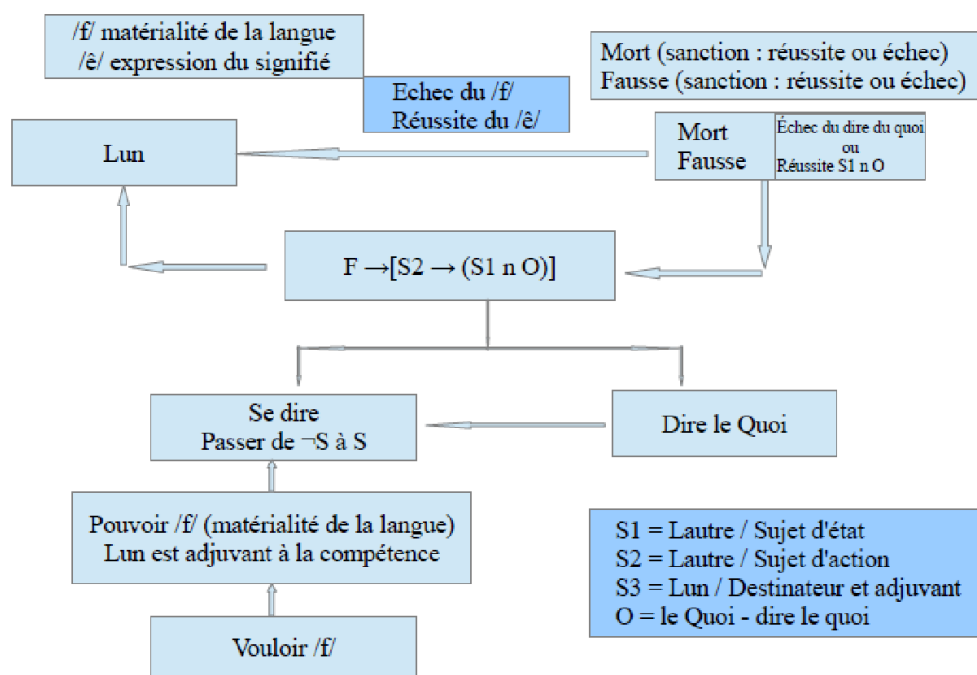 /f/ matérialité de la langue
/ê/ expression du signifié
Mort (sanction : réussite ou échec)
Fausse (sanction : réussite ou échec)
Echec du /f/
Réussite du /ê/
Lun
Mort
Fausse
Échec du dire du quoi
ou
Réussite S1 n O
F →[S2 → (S1 n O)]
Se dire
Passer de ¬S à S
Dire le Quoi
Pouvoir /f/ (matérialité de la langue)
Lun est adjuvant à la compétence
Vouloir /f/
S1 = Lautre / Sujet d'état
S2 = Lautre / Sujet d'action
S3 = Lun / Destinateur et adjuvant
O = le Quoi - dire le quoi